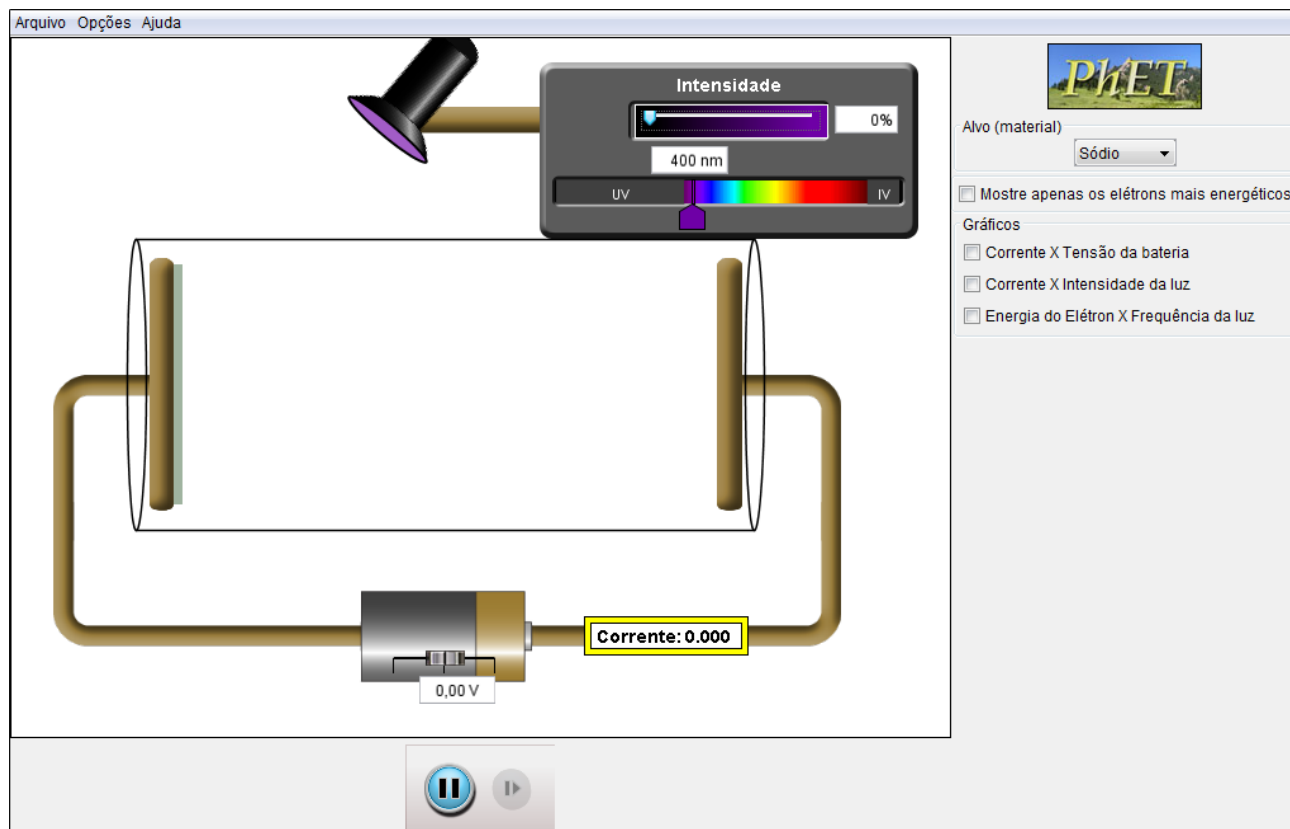 Arquivo Opções Ajuda
PhET
Intensidade
0%
400 nm
UV
IV
Alvo (material)
Sódio
Mostre apenas os elétrons mais energéticos
Gráficos
Corrente X Tensão da bateria
Corrente X Intensidade da luz
Energia do Elétron X Frequência da luz
Corrente: 0.000
0,00 V